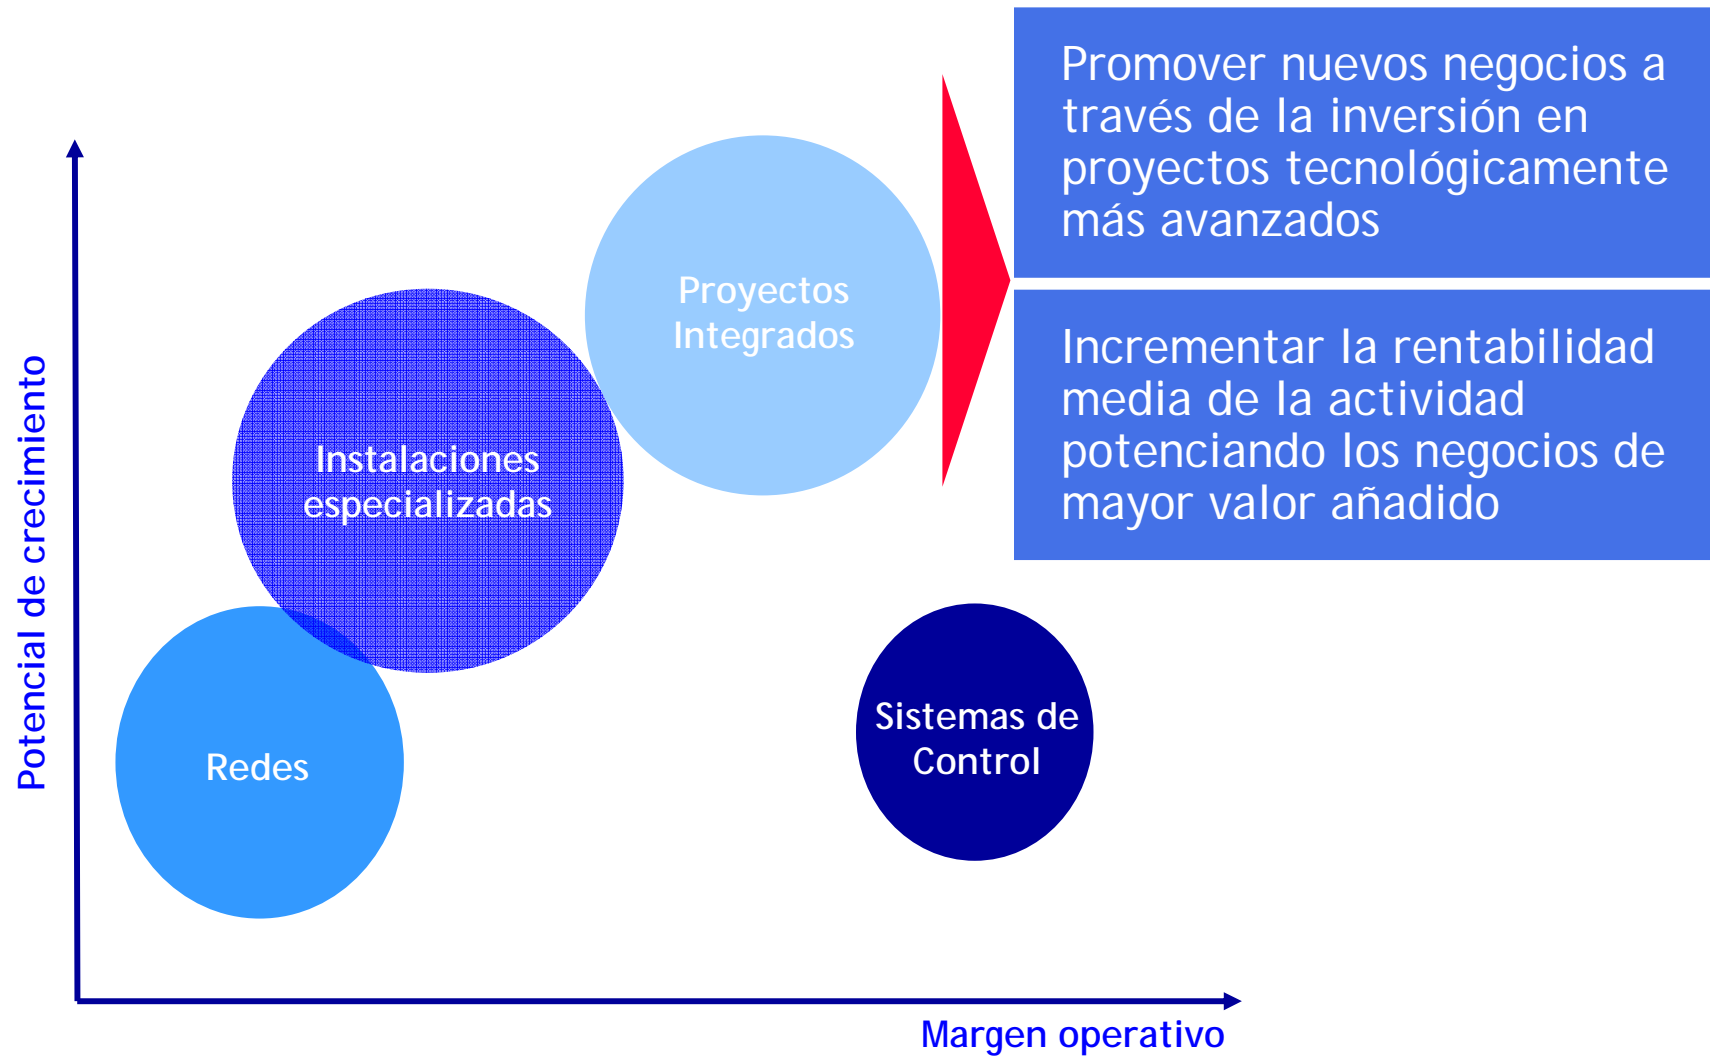 Promover nuevos negocios a
través de la inversión en
proyectos tecnológicamente
más avanzados
Proyectos
Integrados
Incrementar la rentabilidad
media de la actividad
potenciando los negocios de
mayor valor añadido
Instalaciones
especializadas
Potencial de crecimiento
Sistemas de
Control
Redes
Margen operativo